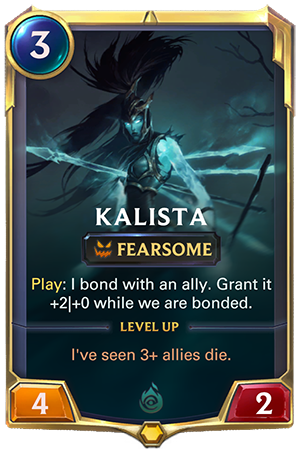 3
KALISTA
FEARSOME
Play: I bond with an ally. Grant it
+2|+0 while we are bonded.
LEVEL UP
I've seen 3+ allies die.
4
2